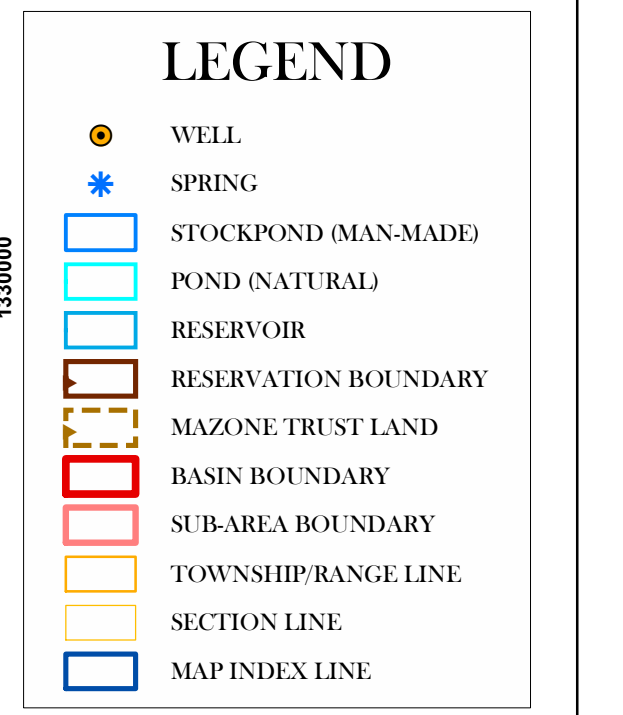 LEGEND
WELL
SPRING
STOCKPOND (MAN-MADE)
POND (NATURAL)
RESERVOIR
RESERVATION BOUNDARY
MAZONE TRUST LAND
BASIN BOUNDARY
SUB-AREA BOUNDARY
TOWNSHIP/RANGE LINE
SECTION LINE
MAP INDEX LINE
1330000